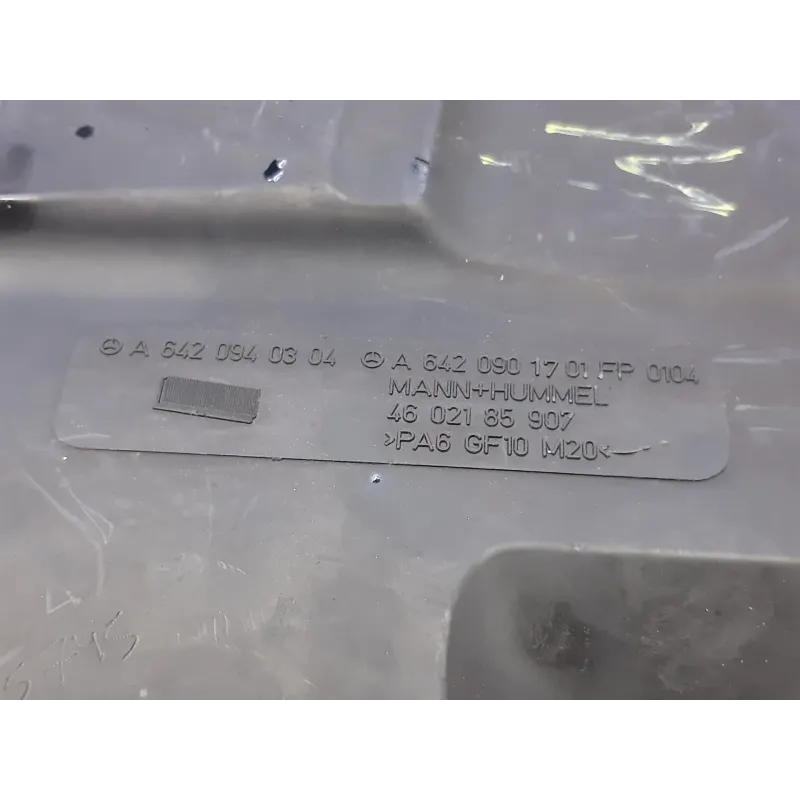 A 642 094 03 04 A 642 090 17 01 FP 0104
MANN+HUMMEL
46 021 85 907
>PA6 GF10 M20<